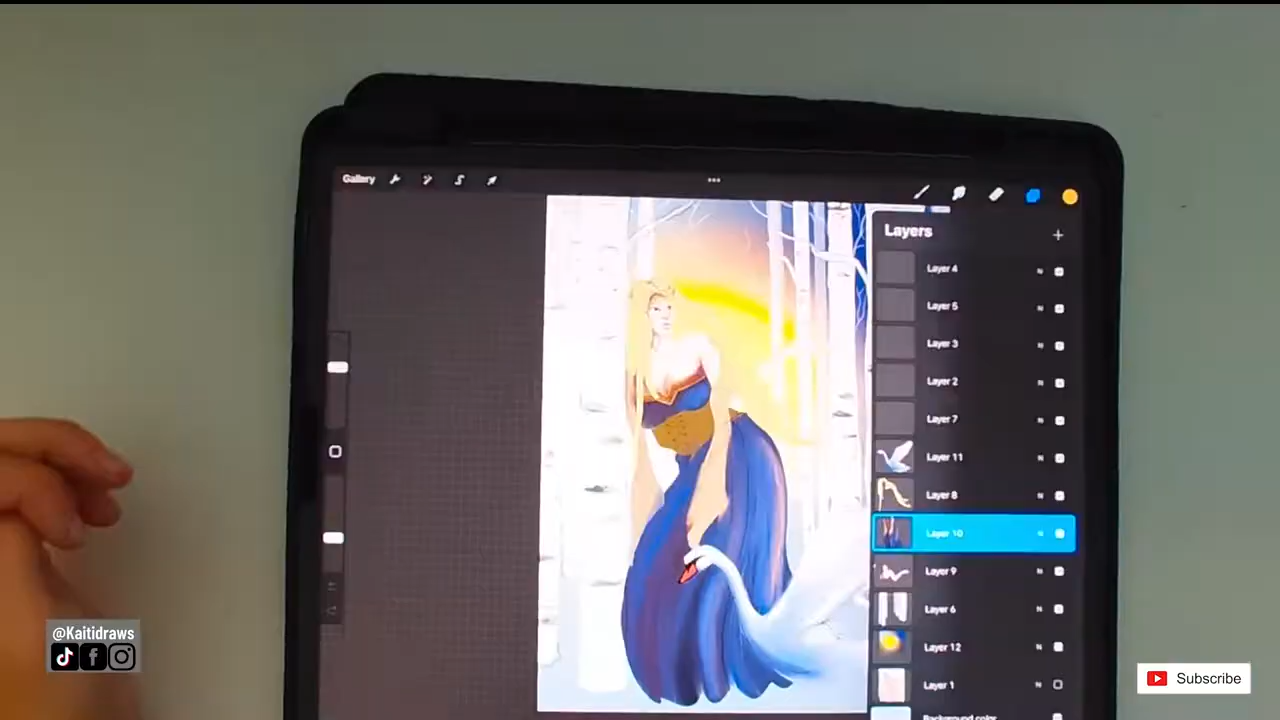 Gallery
Layers
Layer 4
Layer 5
Layer 3
Layer 2
Layer 7
Layer 11
Layer 8
Layer 10
Layer 9
Layer 6
Layer 12
Layer 1
Background color
@Kaitidraws
Subscribe